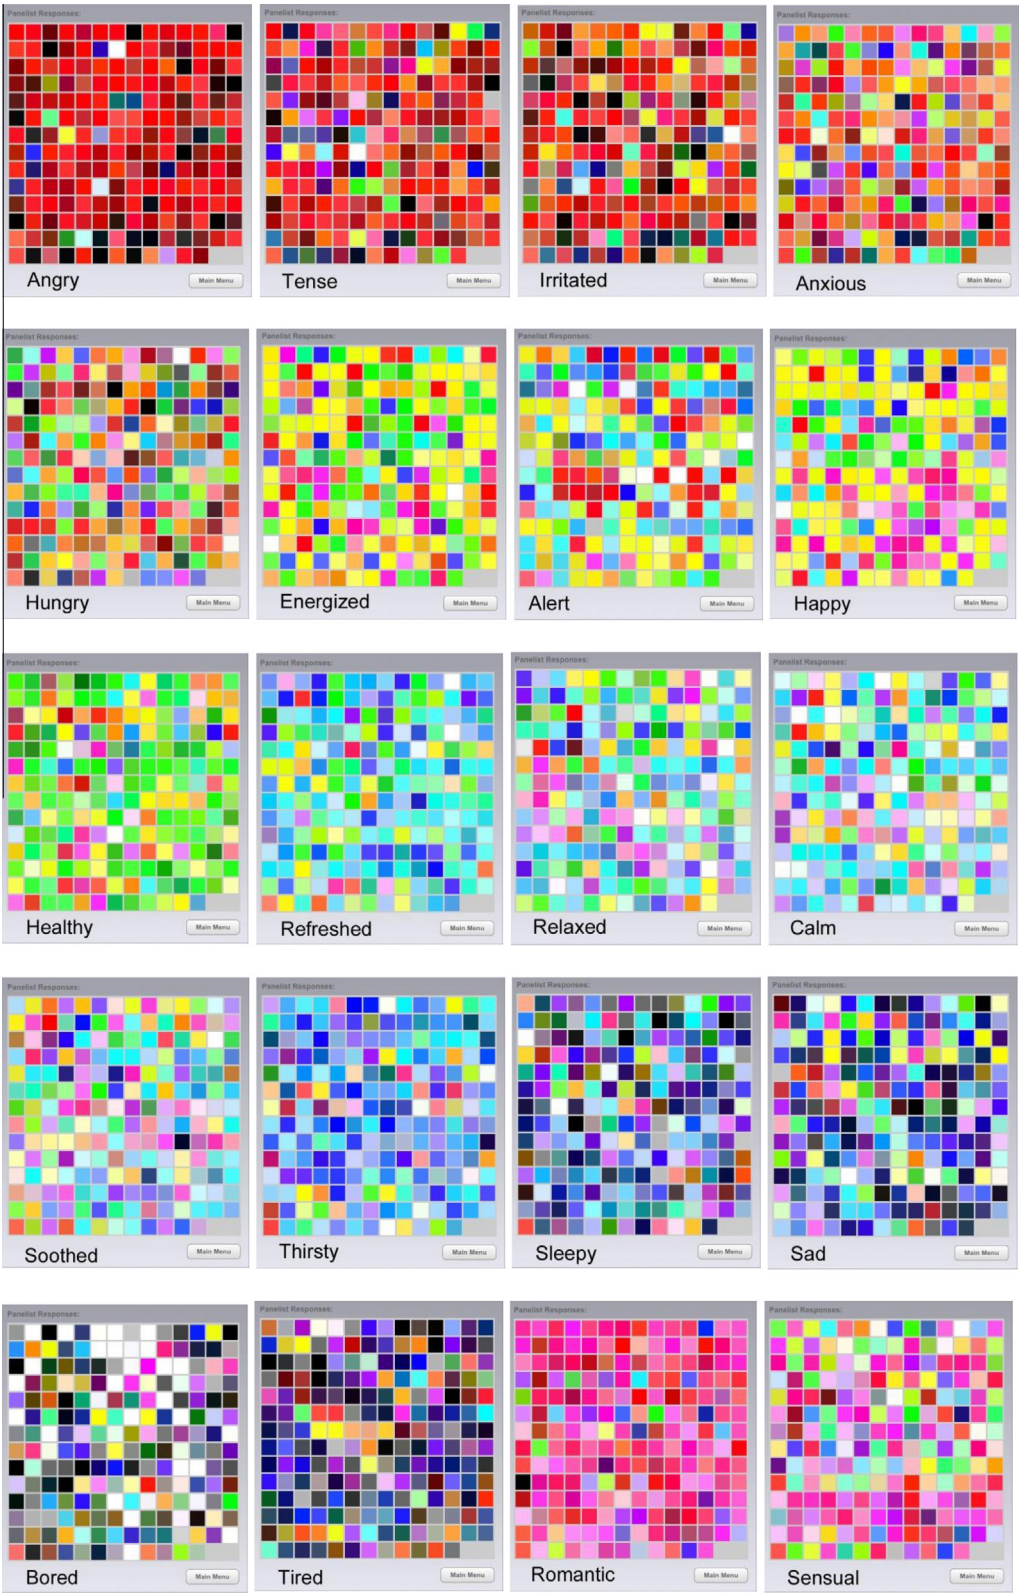 Panelist Responses: Panelist Responses: Panelist Responses: Panelist Responses:
Angry Main Menu Tense Main Menu Irritated Main Menu Anxious Main Menu
Panelist Responses: Panelist Responses: Panelist Responses: Panelist Responses:
Hungry Main Menu Energized Main Menu Alert Main Menu Happy Main Menu
Panelist Responses: Panelist Responses: Panelist Responses: Panelist Responses:
Healthy Main Menu Refreshed Main Menu Relaxed Main Menu Calm Main Menu
Panelist Responses: Panelist Responses: Panelist Responses: Panelist Responses:
Soothed Main Menu Thirsty Main Menu Sleepy Main Menu Sad Main Menu
Panelist Responses: Panelist Responses: Panelist Responses: Panelist Responses:
Bored Main Menu Tired Main Menu Romantic Main Menu Sensual Main Menu